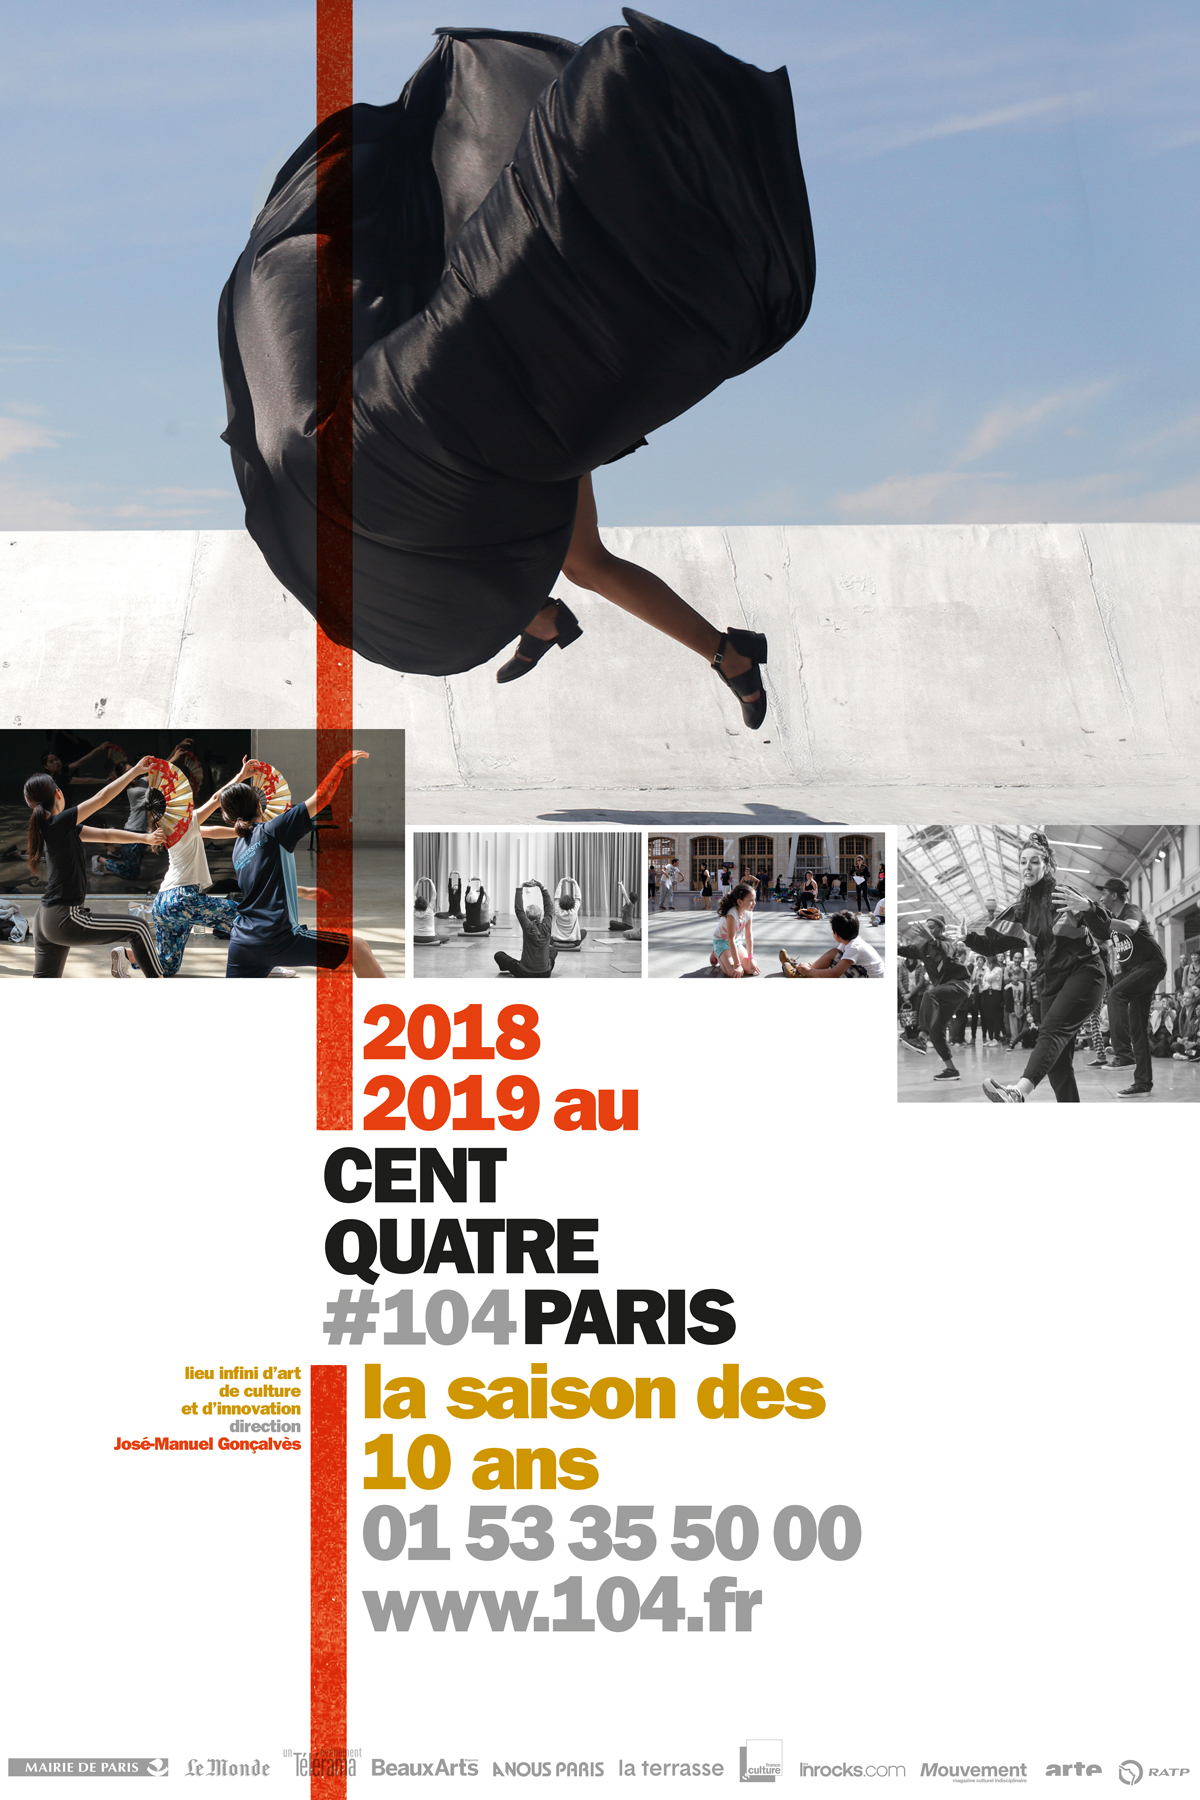 2018
2019 au
CENT
QUATRE
#104 PARIS
lieu infini d'art
de culture
et d'innovation
direction
José-Manuel Gonçalvès
la saison des
10 ans
01 53 35 50 00
www.104.fr
MAIRIE DE PARIS
Le Monde
un événement
Télérama
BeauxArts
A NOUS PARIS
la terrasse
france
culture
Inrocks.com
Mouvement
magazine culturel indisciplinaire
arte
RATP